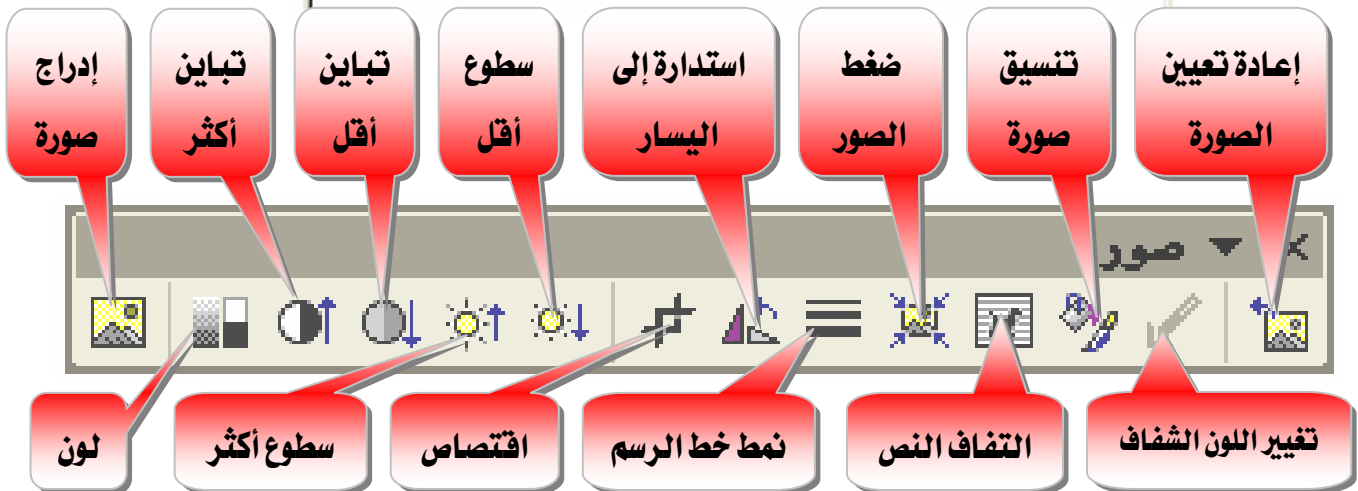 إعادة تعيين
الصورة
تنسيق
صورة
ضغط
الصور
استدارة إلى
اليسار
سطوع
أقل
تباين
أقل
تباين
أكثر
إدراج
صورة
صور
تغيير اللون الشفاف
التفاف النص
نمط خط الرسم
اقتصاص
سطوع أكثر
لون